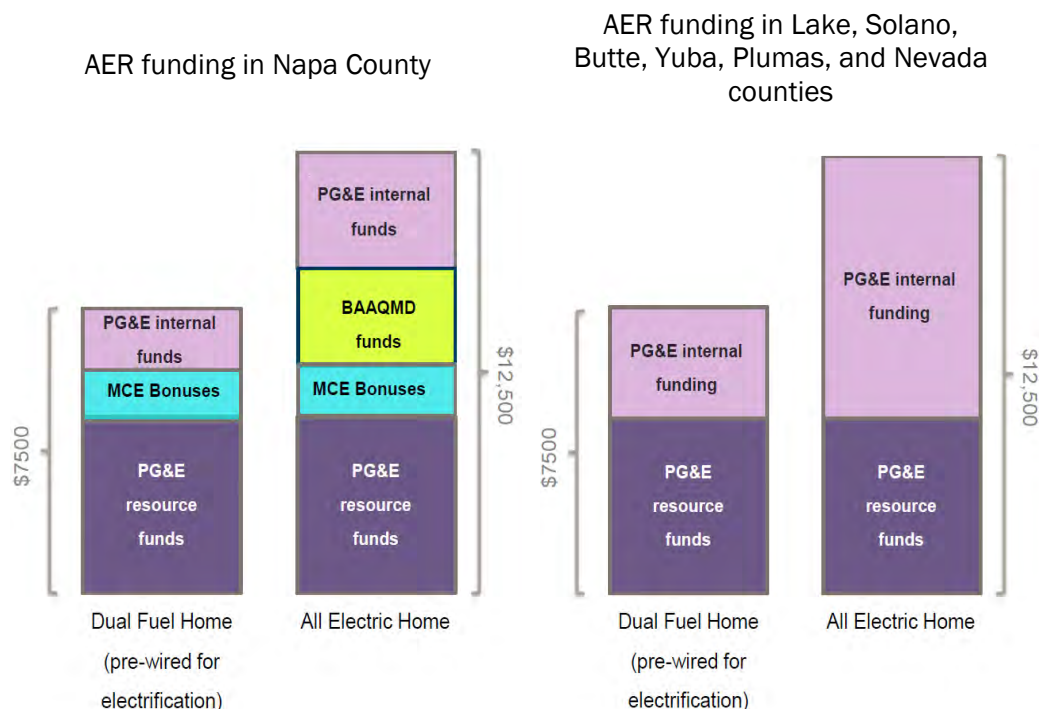 AER funding in Napa County
PG&E internal
funds
MCE Bonuses
PG&E
resource
funds
$7500
Dual Fuel Home
(pre-wired for
electrification)
PG&E internal
funds
BAAQMD
funds
MCE Bonuses
PG&E
resource
funds
$12,500
All Electric Home
AER funding in Lake, Solano,
Butte, Yuba, Plumas, and Nevada
counties
PG&E internal
funding
PG&E
resource
funds
$7500
Dual Fuel Home
(pre-wired for
electrification)
PG&E internal
funding
PG&E
resource
funds
$12,500
All Electric Home